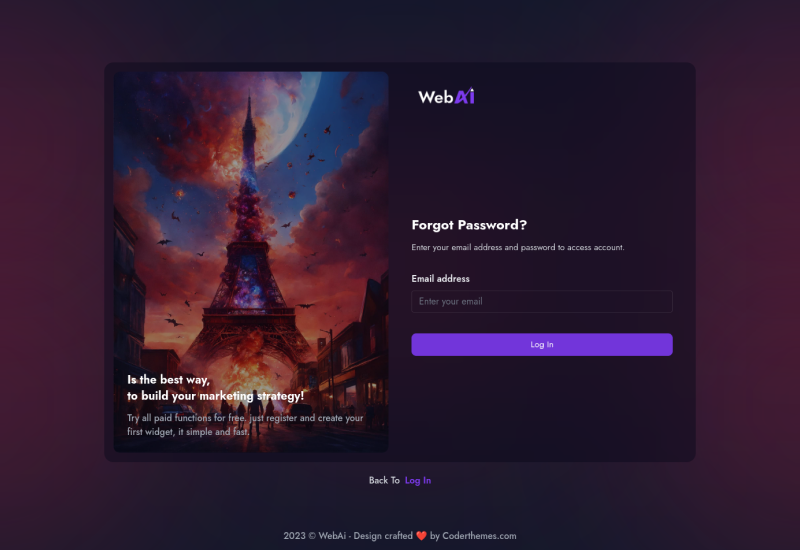 WebAi
Forgot Password?
Enter your email address and password to access account.
Email address
Enter your email
Log In
Is the best way,
to build your marketing strategy!
Try all paid functions for free. just register and create your
first widget, it simple and fast.
Back To Log In
2023 © WebAi - Design crafted ❤️ by Coderthemes.com